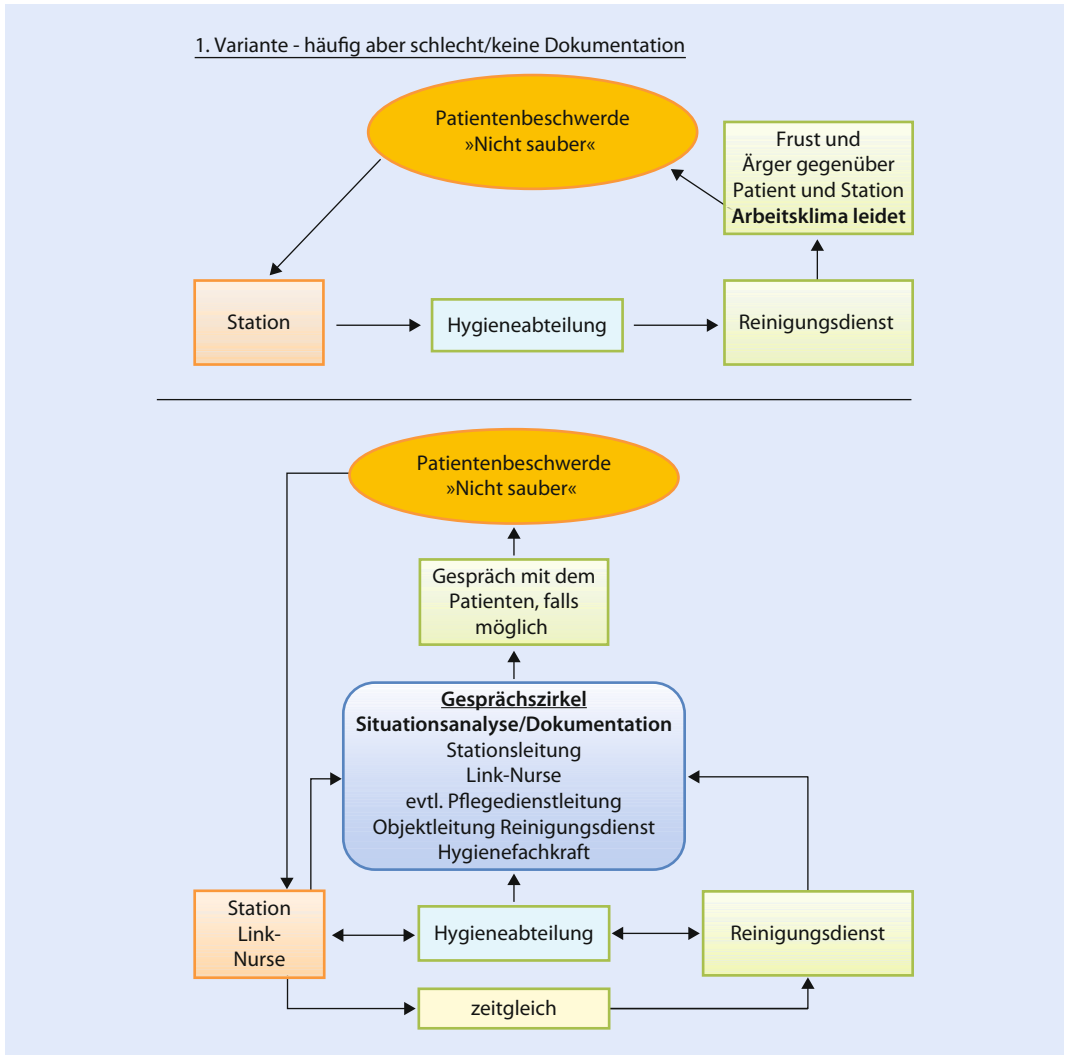 1. Variante - häufig aber schlecht/keine Dokumentation
Patientenbeschwerde
»Nicht sauber«
Frust und
Ärger gegenüber
Patient und Station
Arbeitsklima leidet
Station
Hygieneabteilung
Reinigungsdienst
Patientenbeschwerde
»Nicht sauber«
Gespräch mit dem
Patienten, falls
möglich
Gesprächszirkel
Situationsanalyse/Dokumentation
Stationsleitung
Link-Nurse
evtl. Pflegedienstleitung
Objektleitung Reinigungsdienst
Hygienefachkraft
Station
Link-
Nurse
Hygieneabteilung
Reinigungsdienst
zeitgleich